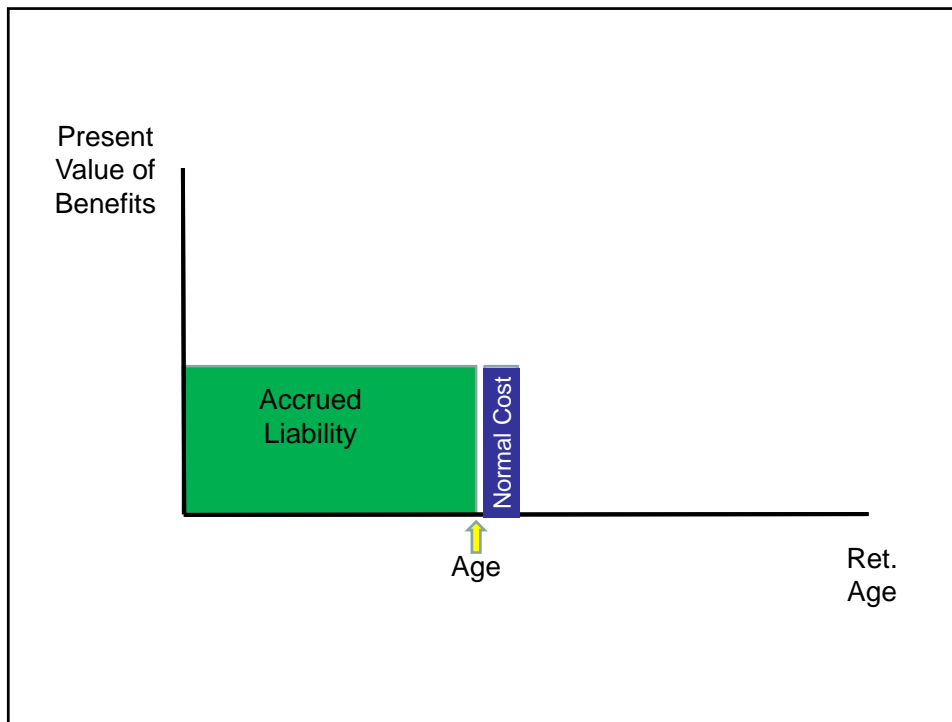 Present
Value of
Benefits
Accrued
Liability
Normal Cost
Age
Ret.
Age